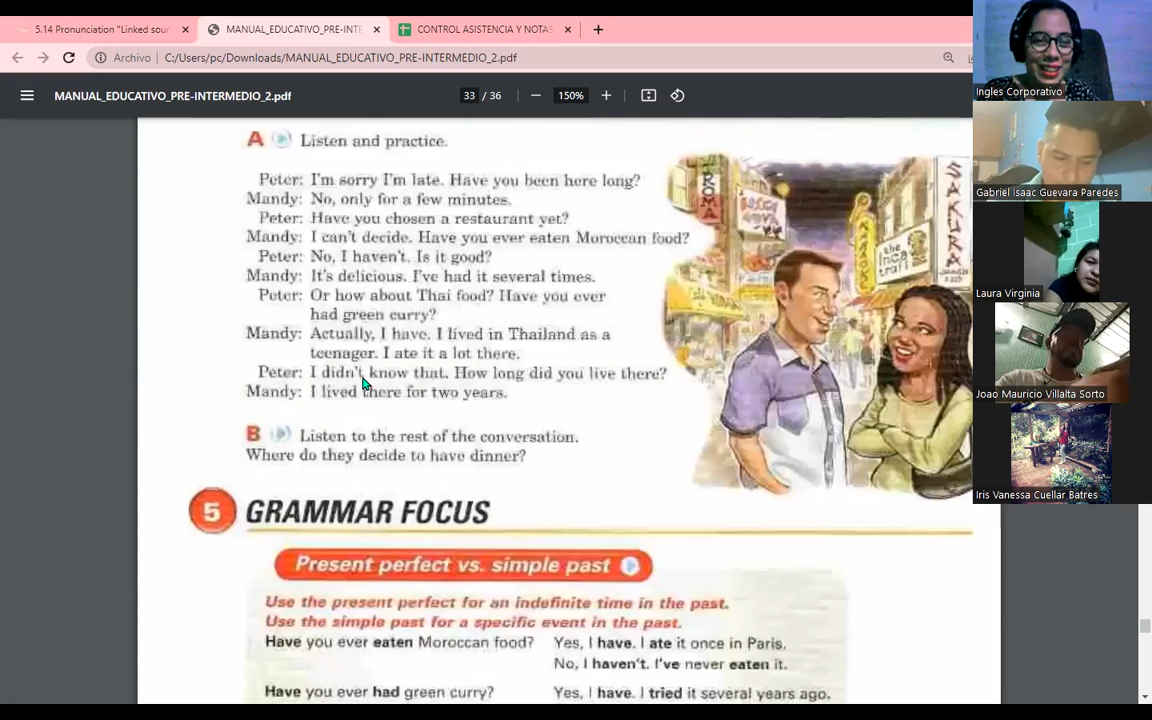 5.14 Pronunciation "Linked soun
MANUAL_EDUCATIVO_PRE-INTE
CONTROL ASISTENCIA Y NOTAS
Archivo
C:/Users/pc/Downloads/MANUAL_EDUCATIVO_PRE-INTERMEDIO_2.pdf
MANUAL_EDUCATIVO_PRE-INTERMEDIO_2.pdf
33 / 36
150%
A Listen and practice.
Peter: I'm sorry I'm late. Have you been here long?
Mandy: No, only for a few minutes.
Peter: Have you chosen a restaurant yet?
Mandy: I can't decide. Have you ever eaten Moroccan food?
Peter: No, I haven't. Is it good?
Mandy: It's delicious. I've had it several times.
Peter: Or how about Thai food? Have you ever
had green curry?
Mandy: Actually, I have. I lived in Thailand as a
teenager. I ate it a lot there.
Peter: I didn't know that. How long did you live there?
Mandy: I lived there for two years.
B Listen to the rest of the conversation.
Where do they decide to have dinner?
5 GRAMMAR FOCUS
Present perfect vs. simple past
Use the present perfect for an indefinite time in the past.
Use the simple past for a specific event in the past.
Have you ever eaten Moroccan food? Yes, I have. I ate it once in Paris.
No, I haven't. I've never eaten it.
Have you ever had green curry? Yes, I have. I tried it several years ago.
ROMA
KARAOK
the
Inca
trail
SAKURA
Ingles Corporativo
Gabriel Isaac Guevara Paredes
Laura Virginia
Joao Mauricio Villalta Sorto
Iris Vanessa Cuellar Batres